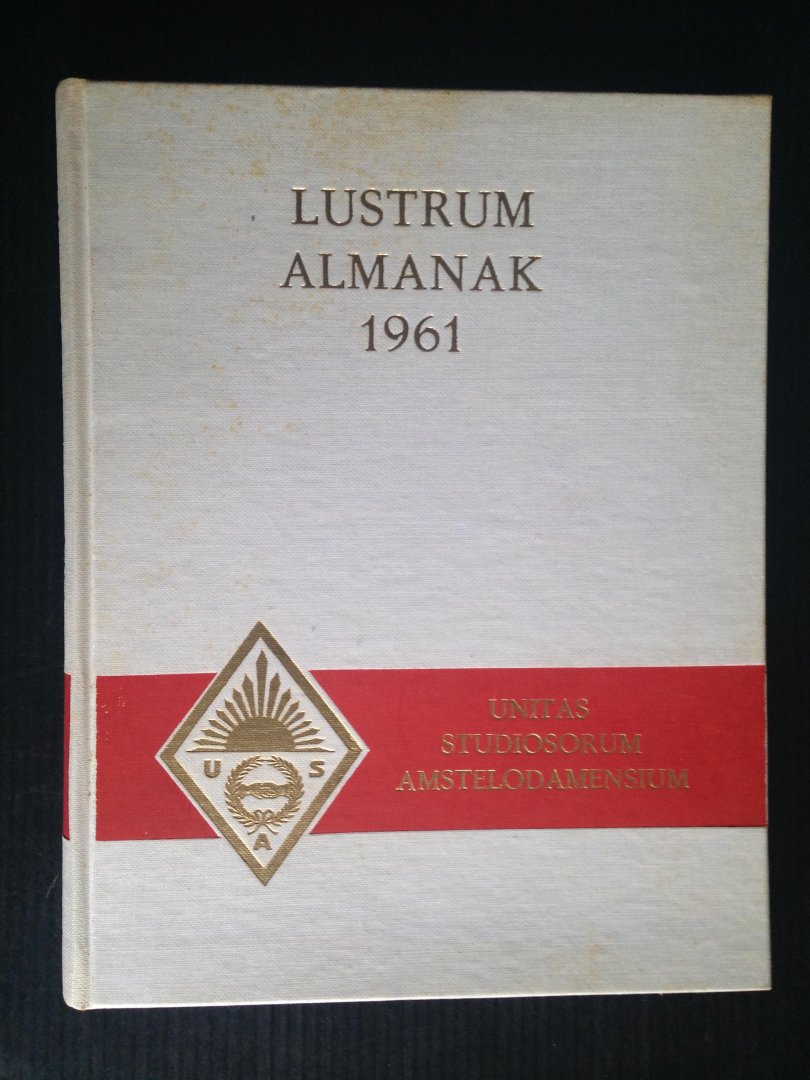 LUSTRUM
ALMANAK
1961
UNITAS
STUDIOSORUM
AMSTELODAMENSIUM
U S
A